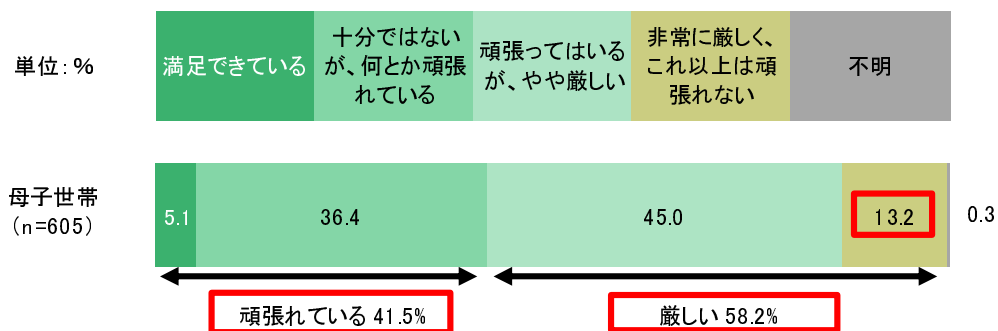 単位：％
満足できている
十分ではない
が、何とか頑張
れている
頑張ってはいる
が、やや厳しい
非常に厳しく、
これ以上は頑
張れない
不明
母子世帯
（n=605）
5.1
36.4
45.0
13.2
0.3
頑張れている 41.5%
厳しい 58.2%